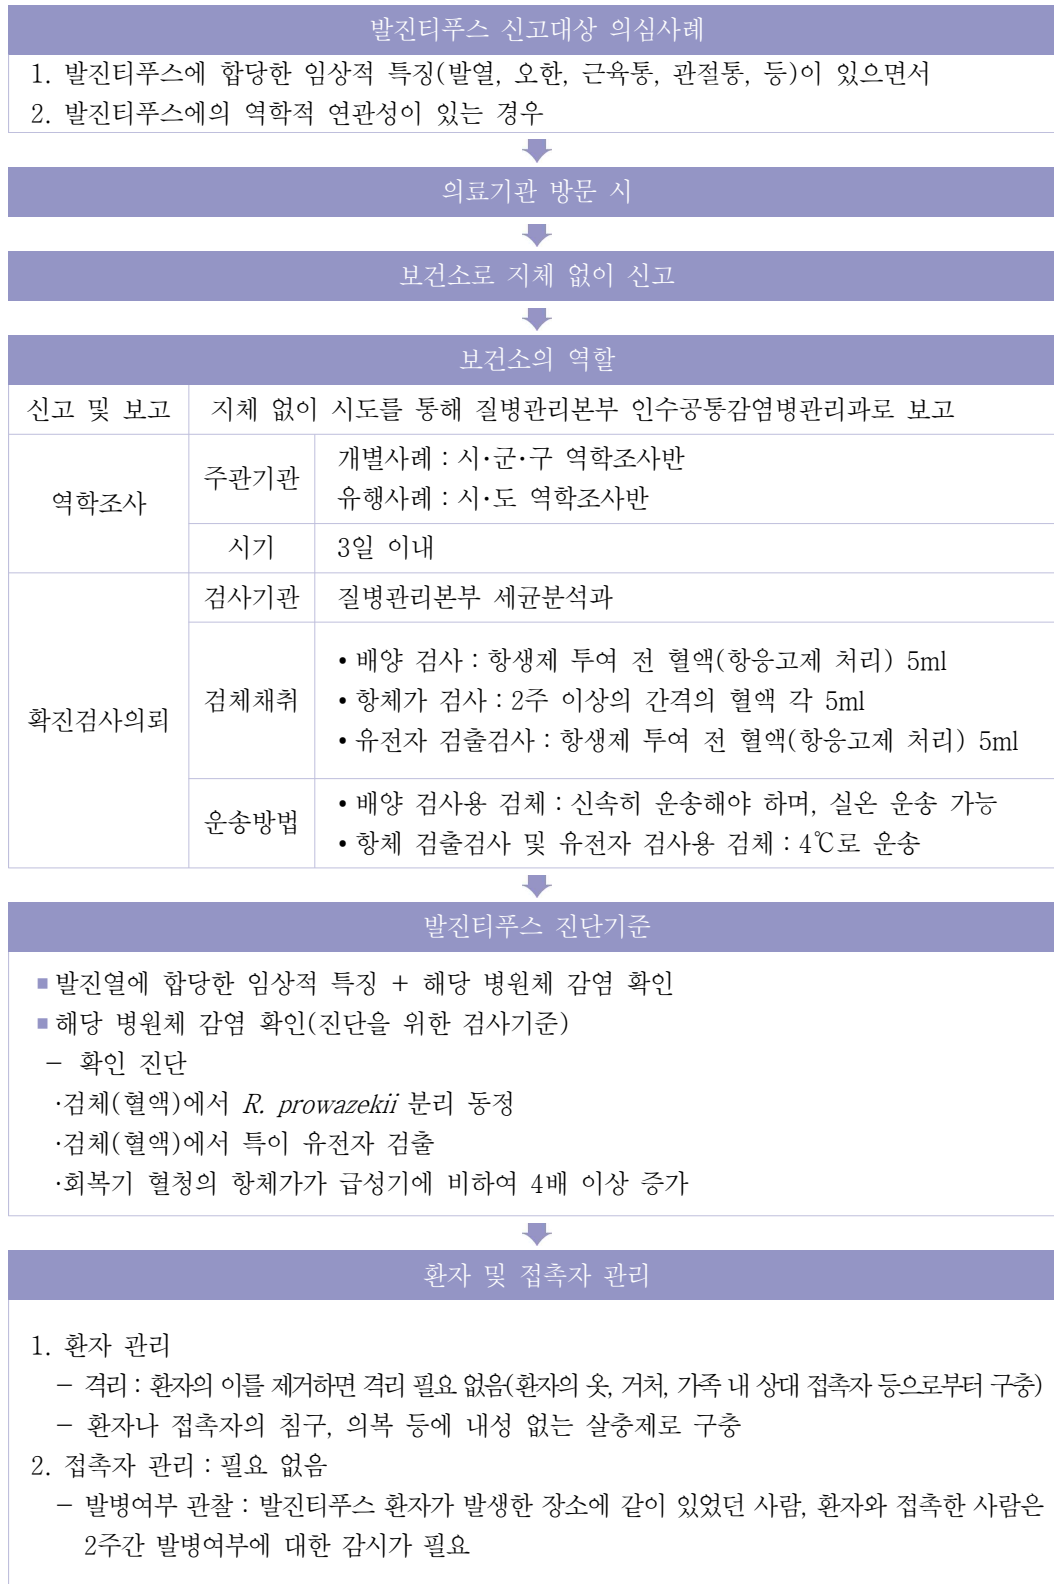 발진티푸스 신고대상 의심사례
1. 발진티푸스에 합당한 임상적 특징(발열, 오한, 근육통, 관절통, 등)이 있으면서
2. 발진티푸스에의 역학적 연관성이 있는 경우
의료기관 방문 시
보건소로 지체 없이 신고
보건소의 역할
신고 및 보고 지체 없이 시도를 통해 질병관리본부 인수공통감염병관리과로 보고
역학조사
주관기관
개별사례 : 시·군·구 역학조사반
유행사례 : 시·도 역학조사반
시기 3일 이내
확진검사의뢰
검사기관 질병관리본부 세균분석과
검체채취
• 배양 검사 : 항생제 투여 전 혈액(항응고제 처리) 5ml
• 항체가 검사 : 2주 이상의 간격의 혈액 각 5ml
• 유전자 검출검사 : 항생제 투여 전 혈액(항응고제 처리) 5ml
운송방법
• 배양 검사용 검체 : 신속히 운송해야 하며, 실온 운송 가능
• 항체 검출검사 및 유전자 검사용 검체 : 4℃로 운송
발진티푸스 진단기준
■ 발진열에 합당한 임상적 특징 + 해당 병원체 감염 확인
■ 해당 병원체 감염 확인(진단을 위한 검사기준)
- 확인 진단
·검체(혈액)에서 R. prowazekii 분리 동정
·검체(혈액)에서 특이 유전자 검출
·회복기 혈청의 항체가가 급성기에 비하여 4배 이상 증가
환자 및 접촉자 관리
1. 환자 관리
- 격리 : 환자의 이를 제거하면 격리 필요 없음(환자의 옷, 거처, 가족 내 상대 접촉자 등으로부터 구충)
- 환자나 접촉자의 침구, 의복 등에 내성 없는 살충제로 구충
2. 접촉자 관리 : 필요 없음
- 발병여부 관찰 : 발진티푸스 환자가 발생한 장소에 같이 있었던 사람, 환자와 접촉한 사람은
2주간 발병여부에 대한 감시가 필요